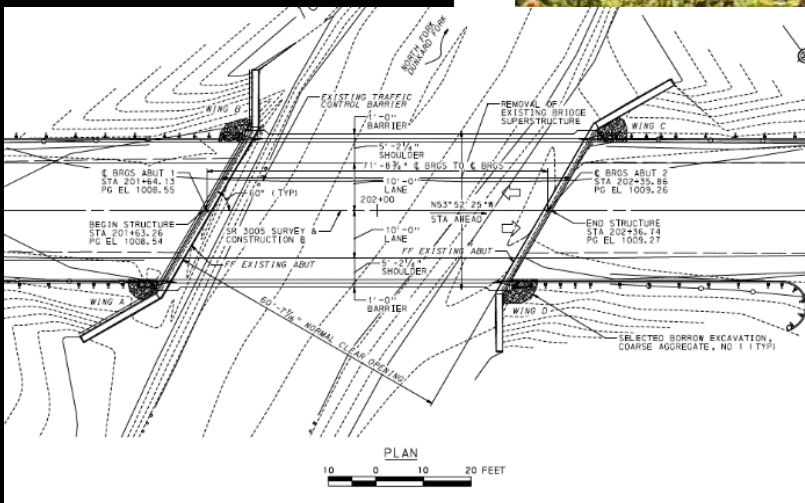 NORTH FORK
DUNKARD FORK
EXISTING TRAFFIC
CONTROL BARRIER
REMOVAL OF
EXISTING BRIDGE
SUPERSTRUCTURE
WING B
WING C
1'-0"
BARRIER
5'-2¼"
SHOULDER
71'-8¾" ℄ BRGS TO ℄ BRGS
℄ BRGS ABUT 1
STA 201+64.13
PG EL 1008.55
10'-0"
LANE
℄ BRGS ABUT 2
STA 202+35.86
PG EL 1009.26
60° (TYP)
202+00
N53°52'25"W
STA AHEAD
BEGIN STRUCTURE
STA 201+63.26
PG EL 1008.54
SR 3005 SURVEY &
CONSTRUCTION ℄
END STRUCTURE
STA 202+36.74
PG EL 1009.27
10'-0"
LANE
FF EXISTING ABUT
FF EXISTING ABUT
5'-2¼"
SHOULDER
WING A
1'-0"
BARRIER
WING D
60'-7⁷⁄₁₆" NORMAL CLEAR OPENING
SELECTED BORROW EXCAVATION,
COARSE AGGREGATE, NO 1 (TYP)
PLAN
10 0 10 20 FEET